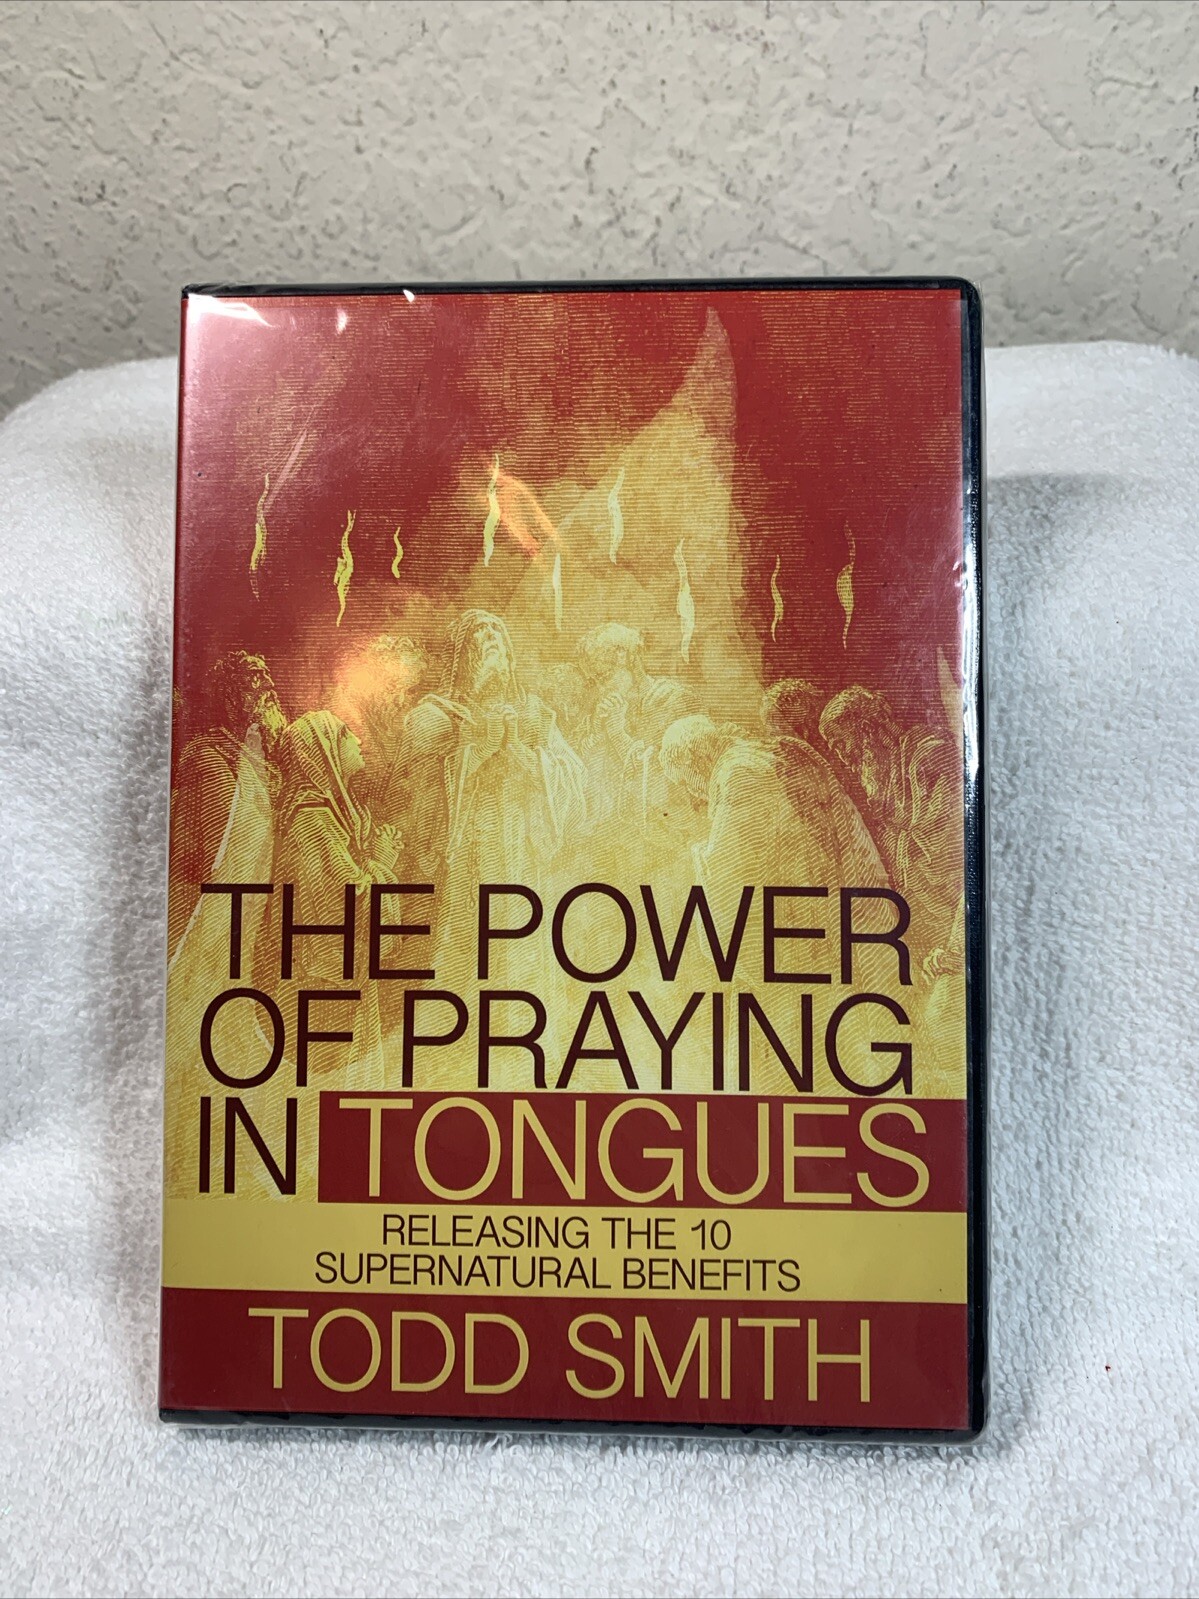 THE POWER
OF PRAYING
IN TONGUES
RELEASING THE 10
SUPERNATURAL BENEFITS
TODD SMITH